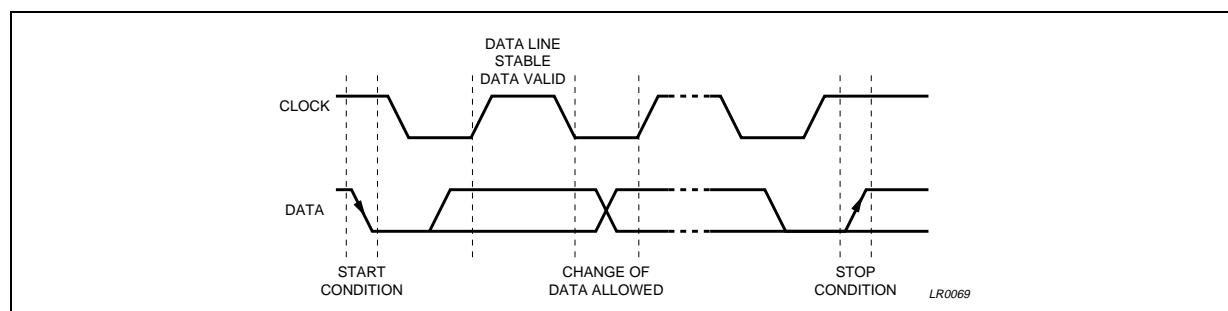 DATA LINE
STABLE
DATA VALID
CLOCK
DATA
START
CONDITION
CHANGE OF
DATA ALLOWED
STOP
CONDITION
LR0069